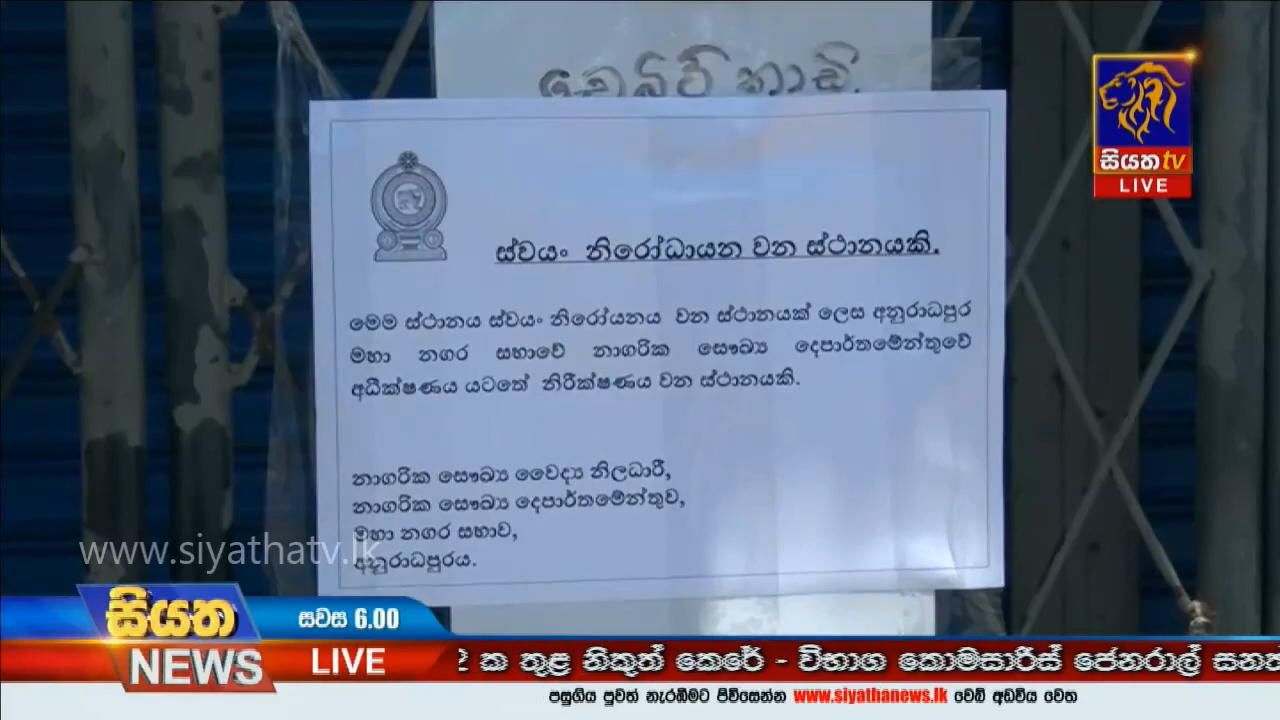 සියත tv
LIVE
ස්වයං නිරෝධායන වන ස්ථානයකි.
මෙම ස්ථානය ස්වයං නිරෝයනය වන ස්ථානයක් ලෙස අනුරාධපුර
මහා නගර සභාවේ නාගරික සෞඛ්‍ය දෙපාර්තමේන්තුවේ
අධීක්ෂණය යටතේ නිරීක්ෂණය වන ස්ථානයකි.
නාගරික සෞඛ්‍ය වෛද්‍ය නිලධාරී,
නාගරික සෞඛ්‍ය දෙපාර්තමේන්තුව,
මහා නගර සභාව,
අනුරාධපුරය.
www.siyathatv.lk
සියත
NEWS
සවස 6.00
LIVE
ක තුළ නිකුත් කෙරේ - විභාග කොමසාරිස් ජෙනරාල් සනත්
පසුගිය පුවත් නැරඹීමට පිවිසෙන්න www.siyathanews.lk වෙබ් අඩවිය වෙත